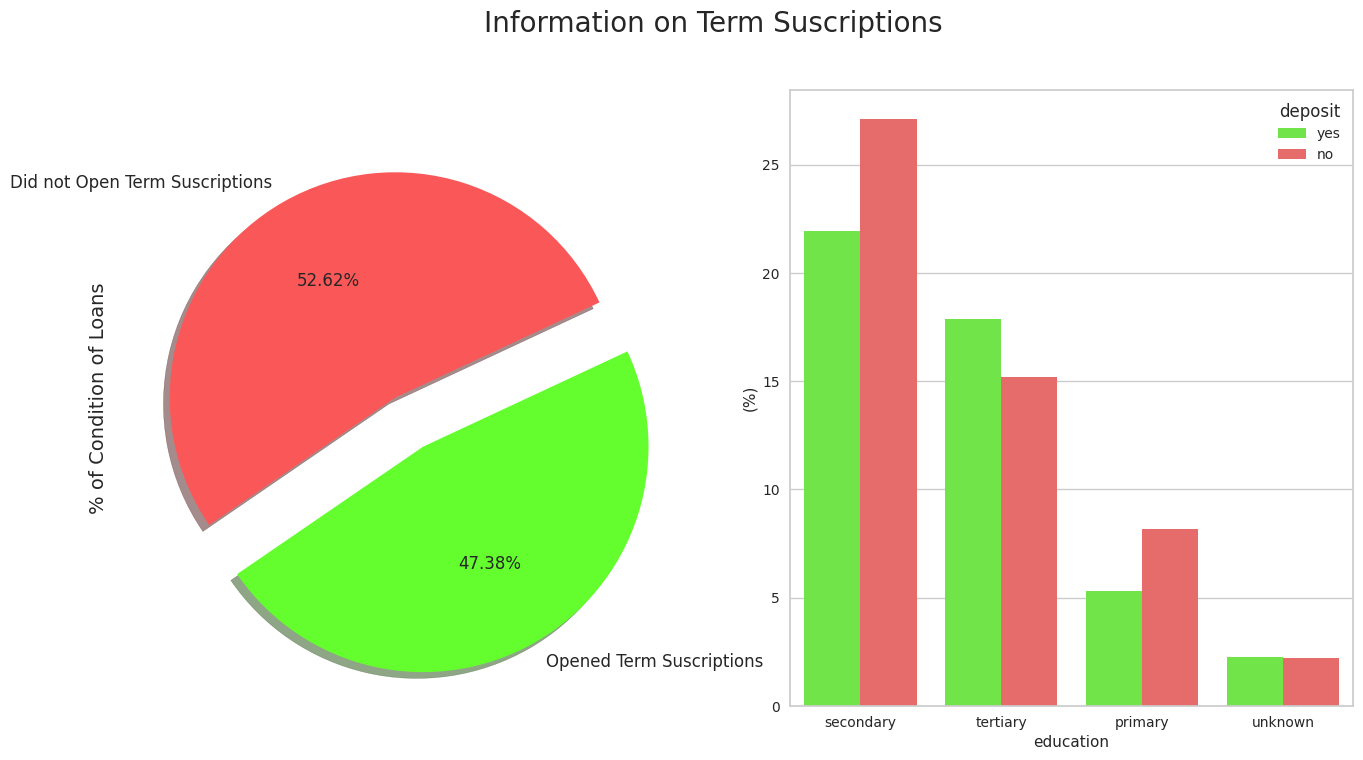 Information on Term Suscriptions
Did not Open Term Suscriptions
52.62%
% of Condition of Loans
47.38%
Opened Term Suscriptions
deposit
yes
no
(%)
25
20
15
10
5
0
secondary tertiary primary unknown
education